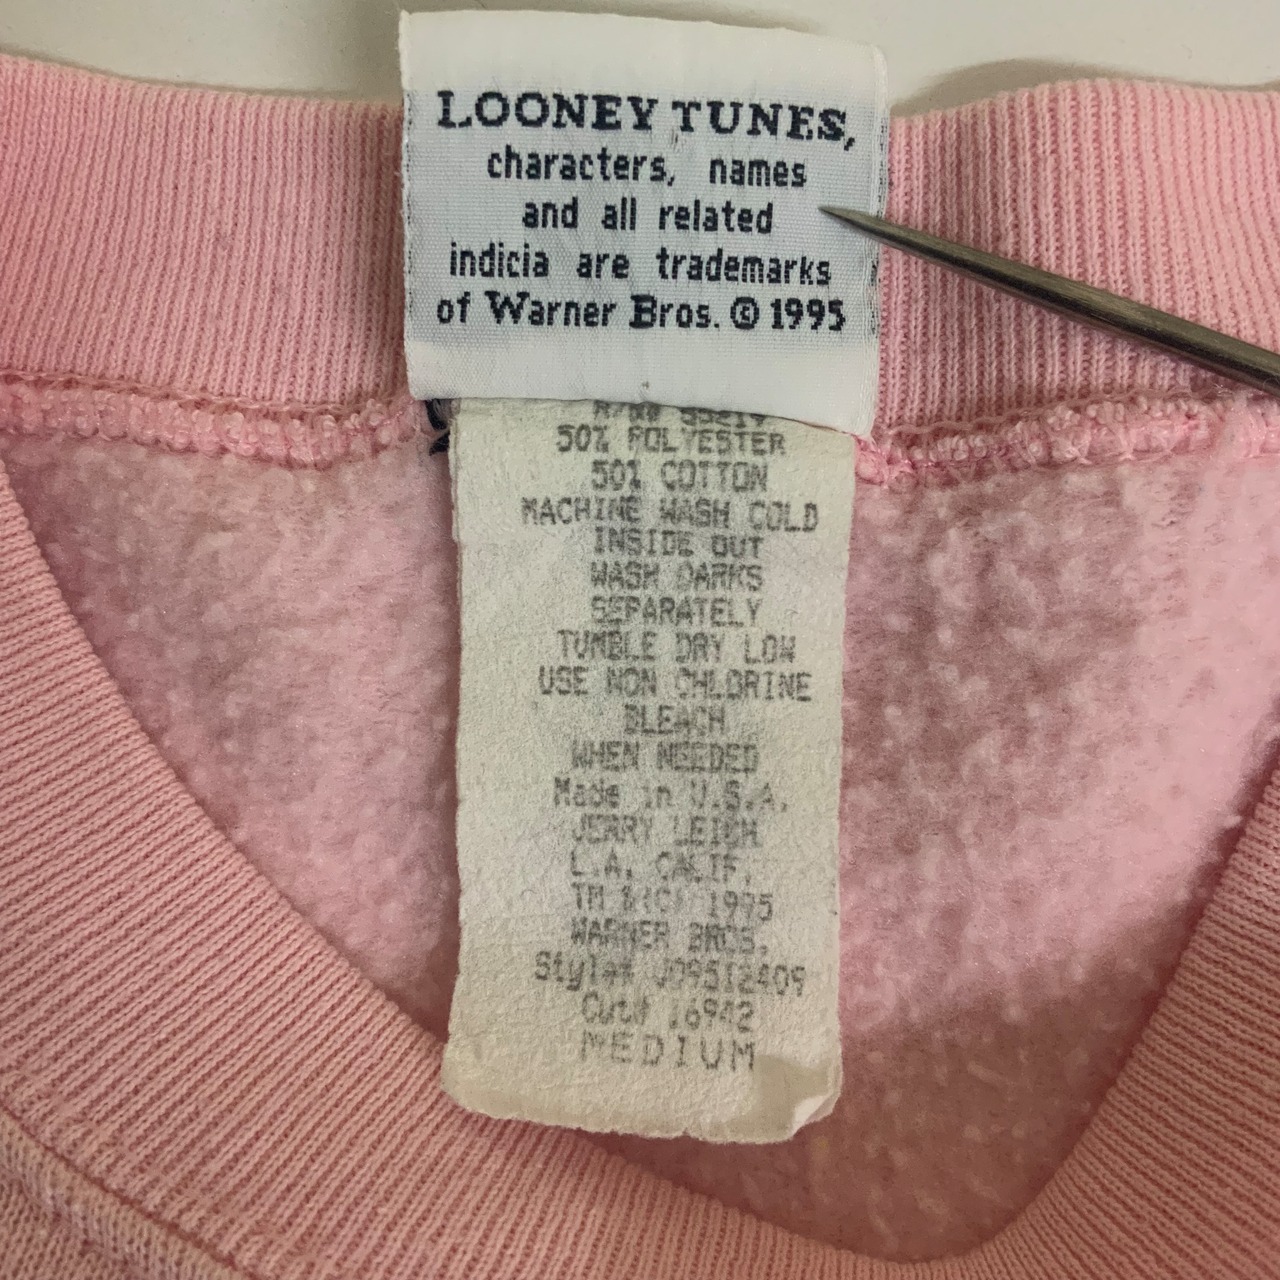 LOONEY TUNES,
characters, names
and all related
indicia are trademarks
of Warner Bros. © 1995
50% POLYESTER
50% COTTON
MACHINE WASH COLD
INSIDE OUT
WASH DARKS
SEPARATELY
TUMBLE DRY LOW
USE NON CHLORINE
BLEACH
WHEN NEEDED
Made in U.S.A.
JERRY LEIGH
L.A. CALIF.
TM &(C) 1995
WARNER BROS.
Style#
Cut# 16942
MEDIUM